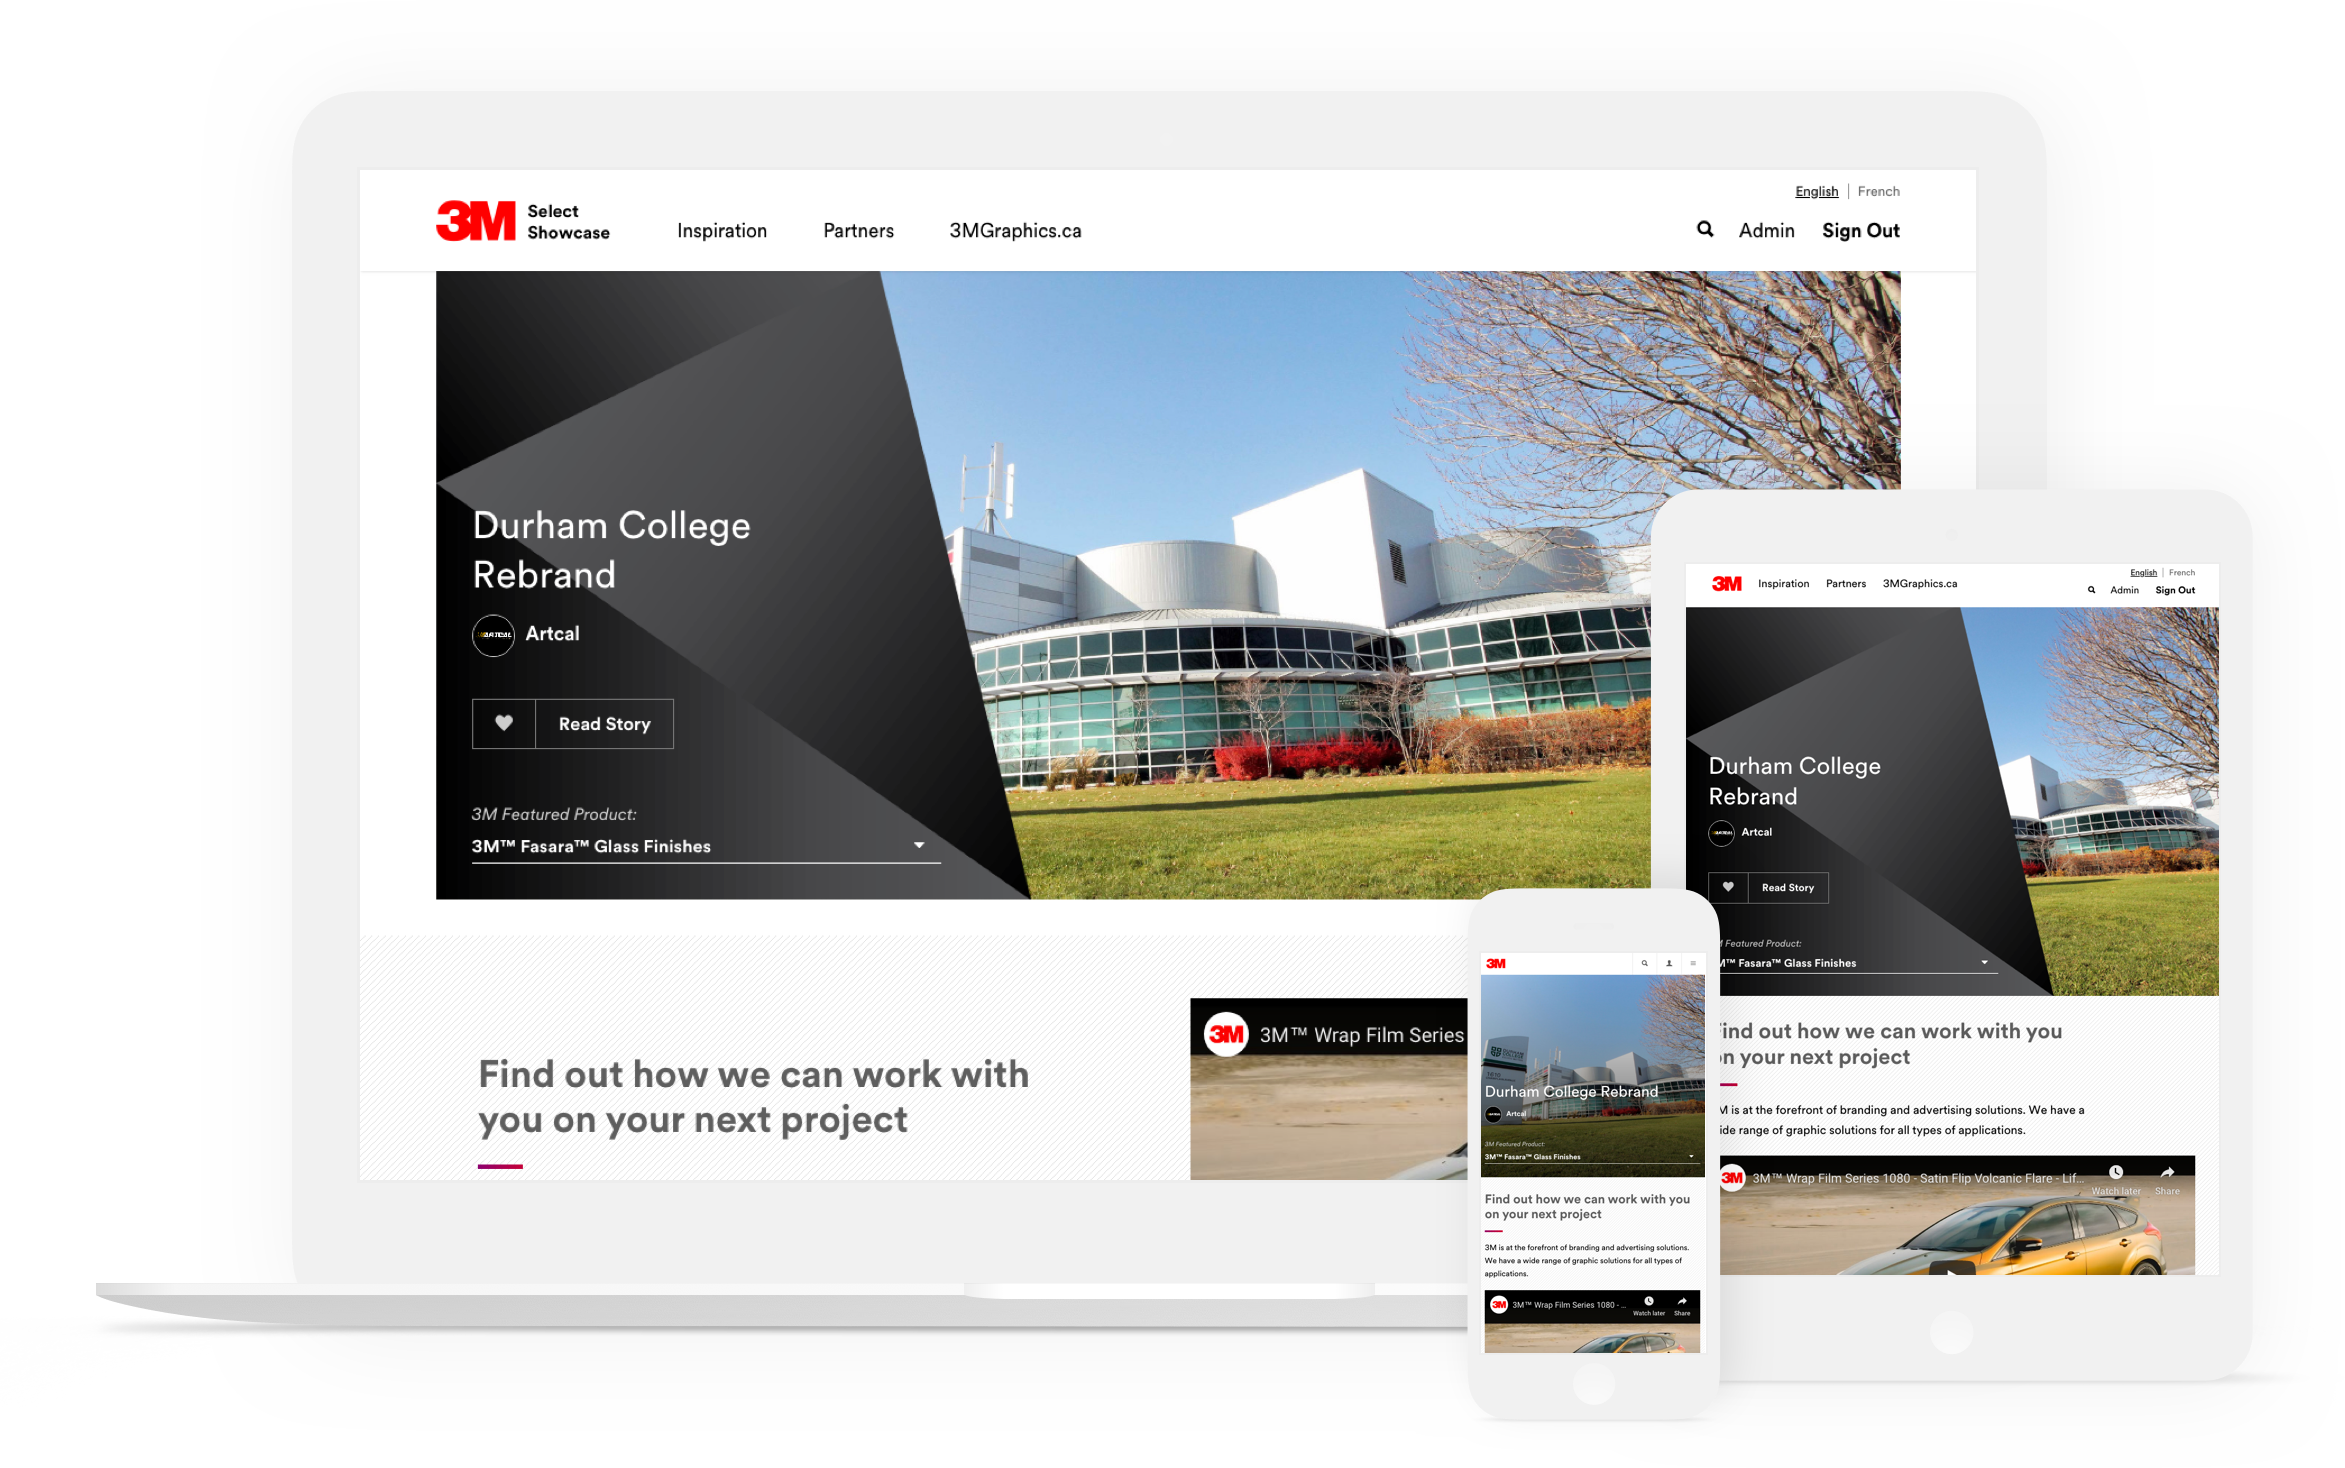 English | French
3M Select
Showcase
Inspiration Partners 3MGraphics.ca Admin Sign Out
Durham College
Rebrand
Artcal
Read Story
3M Featured Product:
3M™ Fasara™ Glass Finishes
Find out how we can work with
you on your next project
3M 3M™ Wrap Film Series
English | French
3M Inspiration Partners 3MGraphics.ca Admin Sign Out
Durham College
Rebrand
Artcal
Read Story
Featured Product:
™ Fasara™ Glass Finishes
ind out how we can work with you
on your next project
M is at the forefront of branding and advertising solutions. We have a
ide range of graphic solutions for all types of applications.
3M 3M™ Wrap Film Series 1080 - Satin Flip Volcanic Flare - Lif...
Watch later Share
3M
Durham College Rebrand
Artcal
3M Featured Product:
3M™ Fasara™ Glass Finishes
Find out how we can work with you
on your next project
3M is at the forefront of branding and advertising solutions.
We have a wide range of graphic solutions for all types of
applications.
3M 3M™ Wrap Film Series 1080 - ...
Watch later Share